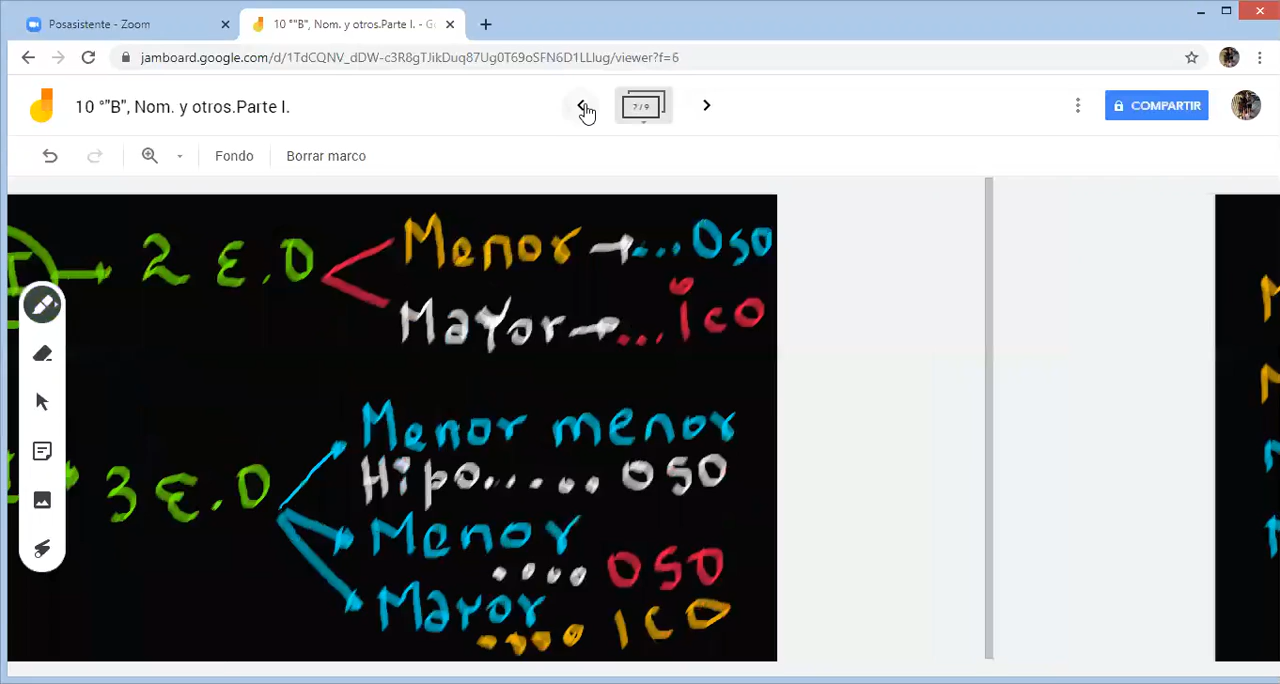 Posasistente - Zoom
10 °"B", Nom. y otros.Parte I. - G
jamboard.google.com/d/1TdCQNV_dDW-c3R8gTJikDuq87Ug0T69oSFN6D1LLlug/viewer?f=6
10 °"B", Nom. y otros.Parte I.
7/9
COMPARTIR
Fondo
Borrar marco
2 E.O
Menor →...Oso
Mayor→...ico
3 E.O
Menor menor
Hipo..... oso
Menor
.... oso
Mayor
.... ico